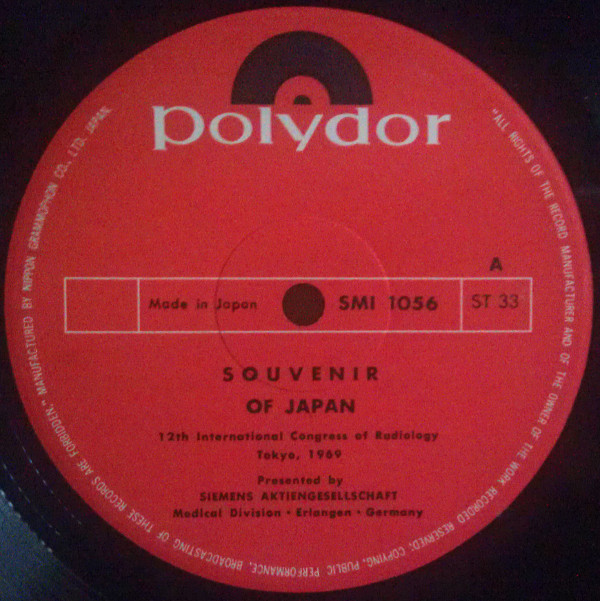 polydor
A
Made in Japan
SMI 1056
ST 33
SOUVENIR
OF JAPAN
12th International Congress of Radiology
Tokyo, 1969
Presented by
SIEMENS AKTIENGESELLSCHAFT
Medical Division · Erlangen · Germany
"ALL RIGHTS OF THE RECORD MANUFACTURER AND OF THE OWNER OF THE WORK RECORDED RESERVED. COPYING, PUBLIC PERFORMANCE, BROADCASTING OF THESE RECORDS ARE FORBIDDEN." MANUFACTURED BY NIPPON GRAMMOPHON CO., LTD. JAPAN.